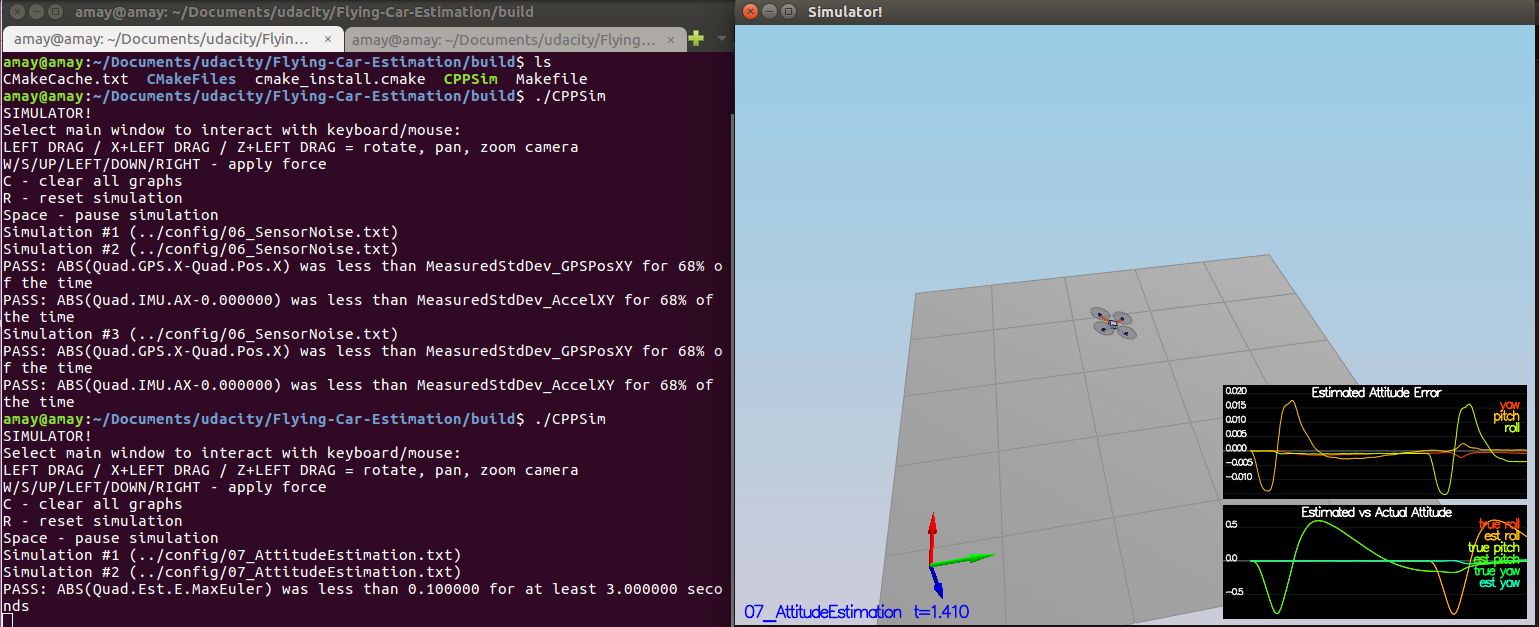 amay@amay: ~/Documents/udacity/Flying-Car-Estimation/build
amay@amay: ~/Documents/udacity/Flyin... ×
amay@amay: ~/Documents/udacity/Flying... ×
amay@amay:~/Documents/udacity/Flying-Car-Estimation/build$ ls
CMakeCache.txt  CMakeFiles  cmake_install.cmake  CPPSim  Makefile
amay@amay:~/Documents/udacity/Flying-Car-Estimation/build$ ./CPPSim
SIMULATOR!
Select main window to interact with keyboard/mouse:
LEFT DRAG / X+LEFT DRAG / Z+LEFT DRAG = rotate, pan, zoom camera
W/S/UP/LEFT/DOWN/RIGHT - apply force
C - clear all graphs
R - reset simulation
Space - pause simulation
Simulation #1 (../config/06_SensorNoise.txt)
Simulation #2 (../config/06_SensorNoise.txt)
PASS: ABS(Quad.GPS.X-Quad.Pos.X) was less than MeasuredStdDev_GPSPosXY for 68% o
f the time
PASS: ABS(Quad.IMU.AX-0.000000) was less than MeasuredStdDev_AccelXY for 68% of
the time
Simulation #3 (../config/06_SensorNoise.txt)
PASS: ABS(Quad.GPS.X-Quad.Pos.X) was less than MeasuredStdDev_GPSPosXY for 68% o
f the time
PASS: ABS(Quad.IMU.AX-0.000000) was less than MeasuredStdDev_AccelXY for 68% of
the time
amay@amay:~/Documents/udacity/Flying-Car-Estimation/build$ ./CPPSim
SIMULATOR!
Select main window to interact with keyboard/mouse:
LEFT DRAG / X+LEFT DRAG / Z+LEFT DRAG = rotate, pan, zoom camera
W/S/UP/LEFT/DOWN/RIGHT - apply force
C - clear all graphs
R - reset simulation
Space - pause simulation
Simulation #1 (../config/07_AttitudeEstimation.txt)
Simulation #2 (../config/07_AttitudeEstimation.txt)
PASS: ABS(Quad.Est.E.MaxEuler) was less than 0.100000 for at least 3.000000 seco
nds
Simulator!
Estimated Attitude Error
0.020
0.015
0.010
0.005
-0.005
-0.010
yaw
pitch
roll
Estimated vs Actual Attitude
0.5
0.0
-0.5
true roll
est roll
true pitch
est pitch
true yaw
est yaw
07_AttitudeEstimation t=1.410